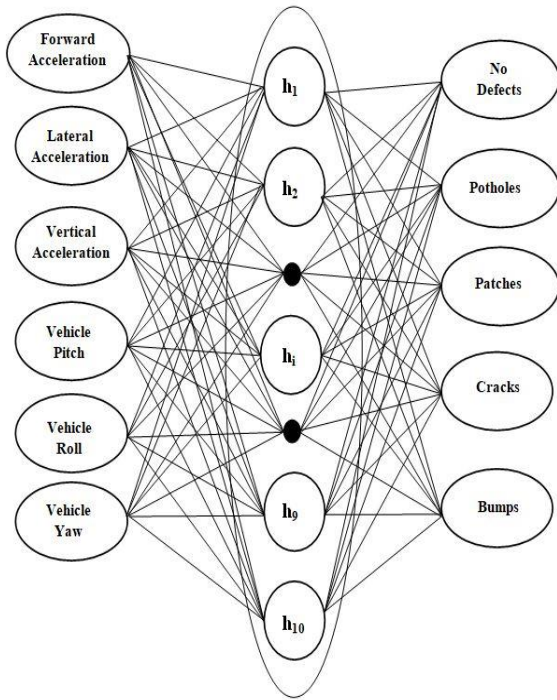 Forward
Acceleration
Lateral
Acceleration
Vertical
Acceleration
Vehicle
Pitch
Vehicle
Roll
Vehicle
Yaw
h1
h2
hi
h9
h10
No
Defects
Potholes
Patches
Cracks
Bumps